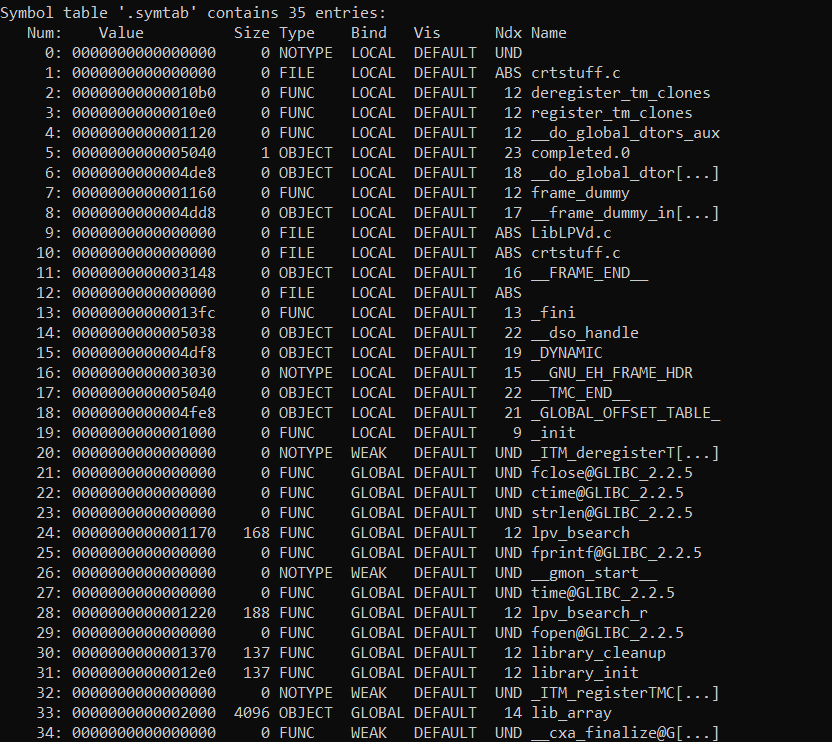 Symbol table '.symtab' contains 35 entries:
   Num:    Value          Size Type    Bind   Vis      Ndx Name
     0: 0000000000000000     0 NOTYPE  LOCAL  DEFAULT  UND
     1: 0000000000000000     0 FILE    LOCAL  DEFAULT  ABS crtstuff.c
     2: 00000000000010b0     0 FUNC    LOCAL  DEFAULT   12 deregister_tm_clones
     3: 00000000000010e0     0 FUNC    LOCAL  DEFAULT   12 register_tm_clones
     4: 0000000000001120     0 FUNC    LOCAL  DEFAULT   12 __do_global_dtors_aux
     5: 0000000000005040     1 OBJECT  LOCAL  DEFAULT   23 completed.0
     6: 0000000000004de8     0 OBJECT  LOCAL  DEFAULT   18 __do_global_dtor[...]
     7: 0000000000001160     0 FUNC    LOCAL  DEFAULT   12 frame_dummy
     8: 0000000000004dd8     0 OBJECT  LOCAL  DEFAULT   17 __frame_dummy_in[...]
     9: 0000000000000000     0 FILE    LOCAL  DEFAULT  ABS LibLPVd.c
    10: 0000000000000000     0 FILE    LOCAL  DEFAULT  ABS crtstuff.c
    11: 0000000000003148     0 OBJECT  LOCAL  DEFAULT   16 __FRAME_END__
    12: 0000000000000000     0 FILE    LOCAL  DEFAULT  ABS
    13: 00000000000013fc     0 FUNC    LOCAL  DEFAULT   13 _fini
    14: 0000000000005038     0 OBJECT  LOCAL  DEFAULT   22 __dso_handle
    15: 0000000000004df8     0 OBJECT  LOCAL  DEFAULT   19 _DYNAMIC
    16: 0000000000003030     0 NOTYPE  LOCAL  DEFAULT   15 __GNU_EH_FRAME_HDR
    17: 0000000000005040     0 OBJECT  LOCAL  DEFAULT   22 __TMC_END__
    18: 0000000000004fe8     0 OBJECT  LOCAL  DEFAULT   21 _GLOBAL_OFFSET_TABLE_
    19: 0000000000001000     0 FUNC    LOCAL  DEFAULT    9 _init
    20: 0000000000000000     0 NOTYPE  WEAK   DEFAULT  UND _ITM_deregisterT[...]
    21: 0000000000000000     0 FUNC    GLOBAL DEFAULT  UND fclose@GLIBC_2.2.5
    22: 0000000000000000     0 FUNC    GLOBAL DEFAULT  UND ctime@GLIBC_2.2.5
    23: 0000000000000000     0 FUNC    GLOBAL DEFAULT  UND strlen@GLIBC_2.2.5
    24: 0000000000001170   168 FUNC    GLOBAL DEFAULT   12 lpv_bsearch
    25: 0000000000000000     0 FUNC    GLOBAL DEFAULT  UND fprintf@GLIBC_2.2.5
    26: 0000000000000000     0 NOTYPE  WEAK   DEFAULT  UND __gmon_start__
    27: 0000000000000000     0 FUNC    GLOBAL DEFAULT  UND time@GLIBC_2.2.5
    28: 0000000000001220   188 FUNC    GLOBAL DEFAULT   12 lpv_bsearch_r
    29: 0000000000000000     0 FUNC    GLOBAL DEFAULT  UND fopen@GLIBC_2.2.5
    30: 0000000000001370   137 FUNC    GLOBAL DEFAULT   12 library_cleanup
    31: 00000000000012e0   137 FUNC    GLOBAL DEFAULT   12 library_init
    32: 0000000000000000     0 NOTYPE  WEAK   DEFAULT  UND _ITM_registerTMC[...]
    33: 0000000000002000  4096 OBJECT  GLOBAL DEFAULT   14 lib_array
    34: 0000000000000000     0 FUNC    WEAK   DEFAULT  UND __cxa_finalize@G[...]